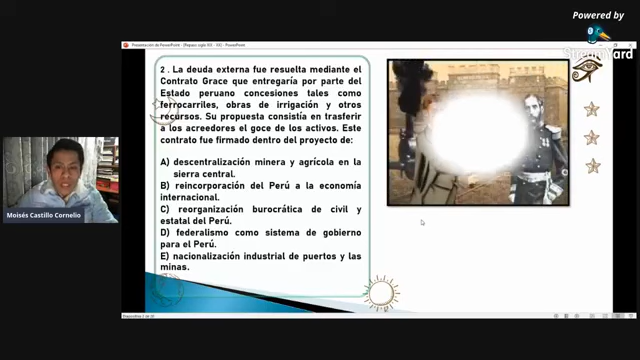 Powered by
StreamYard
Presentación de PowerPoint - [Repaso siglo XIX - XX] - PowerPoint
2 . La deuda externa fue resuelta mediante el
Contrato Grace que entregaría por parte del
Estado peruano concesiones tales como
ferrocarriles, obras de irrigación y otros
recursos. Su propuesta consistía en trasferir
a los acreedores el goce de los activos. Este
contrato fue firmado dentro del proyecto de:
A) descentralización minera y agrícola en la
sierra central.
B) reincorporación del Perú a la economía
internacional.
C) reorganización burocrática de civil y
estatal del Perú.
D) federalismo como sistema de gobierno
para el Perú.
E) nacionalización industrial de puertos y las
minas.
Moisés Castillo Cornelio